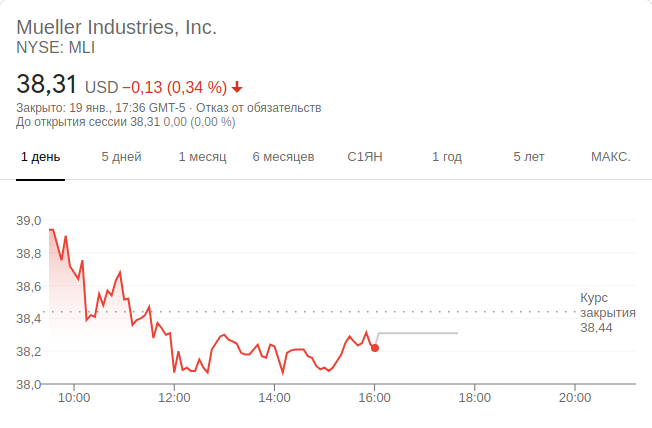 Mueller Industries, Inc.
NYSE: MLI
38,31 USD −0,13 (0,34 %)
Закрыто: 19 янв., 17:36 GMT-5 · Отказ от обязательств
До открытия сессии 38,31 0,00 (0,00 %)
1 день 5 дней 1 месяц 6 месяцев С1ЯН 1 год 5 лет МАКС.
39,0
38,8
38,6
38,4
38,2
38,0
Курс
закрытия
38,44
10:00 12:00 14:00 16:00 18:00 20:00